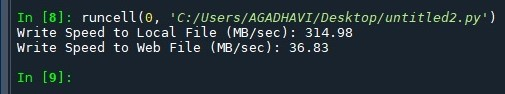 In [8]: runcell(0, 'C:/Users/AGADHAVI/Desktop/untitled2.py')
Write Speed to Local File (MB/sec): 314.98
Write Speed to Web File (MB/sec): 36.83
In [9]: